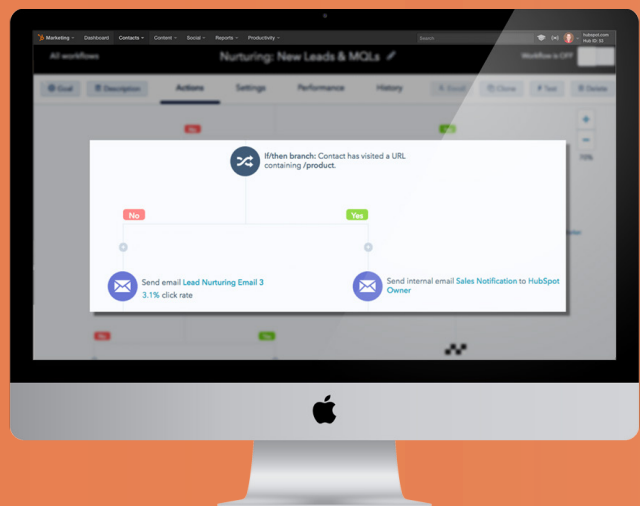 Marketing Dashboard Contacts Content Social Reports Productivity Search hubspot.com
Hub ID: 53
All workflows Nurturing: New Leads & MQLs Workflow is OFF
Goal Description Actions Settings Performance History Enroll Clone Test Delete
No Yes
70%
If/then branch: Contact has visited a URL
containing /product.
No Yes
Send email Lead Nurturing Email 3
3.1% click rate
Send internal email Sales Notification to HubSpot
Owner
No Yes